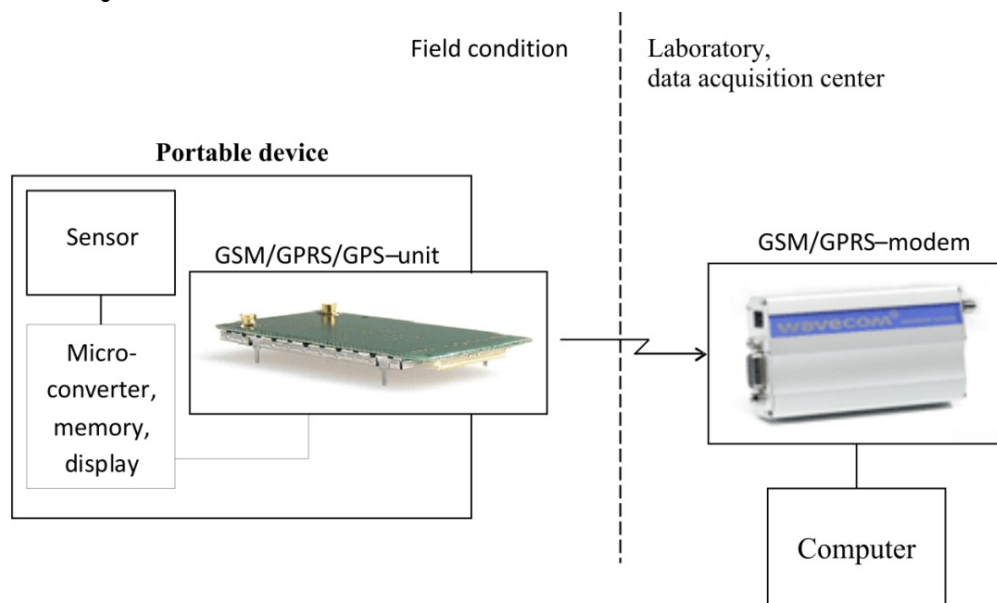 Field condition
Laboratory,
data acquisition center
Portable device
Sensor
GSM/GPRS/GPS–unit
Micro-
converter,
memory,
display
GSM/GPRS–modem
wavecom
Computer